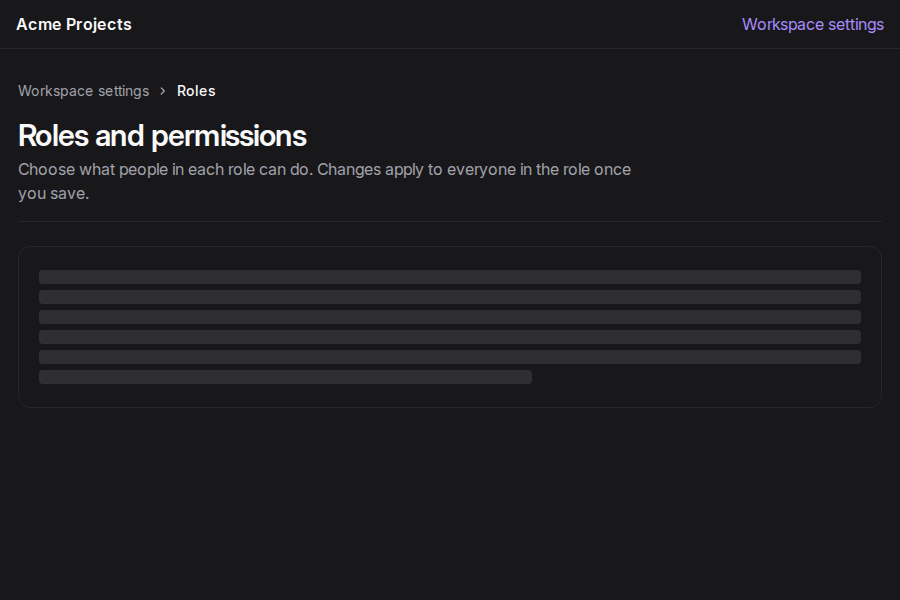 Acme Projects
Workspace settings
Workspace settings › Roles
Roles and permissions
Choose what people in each role can do. Changes apply to everyone in the role once
you save.